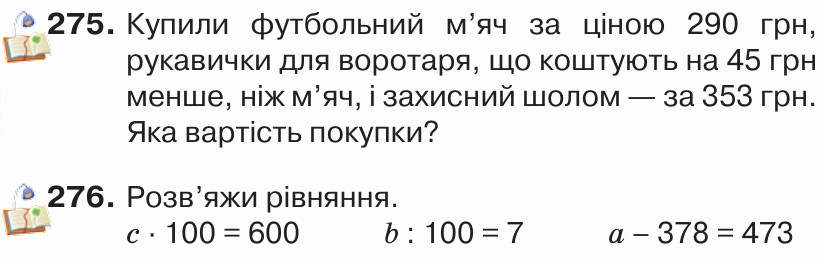 275. Купили футбольний м’яч за ціною 290 грн,
рукавички для воротаря, що коштують на 45 грн
менше, ніж м’яч, і захисний шолом — за 353 грн.
Яка вартість покупки?
276. Розв’яжи рівняння.
c · 100 = 600 b : 100 = 7 a – 378 = 473